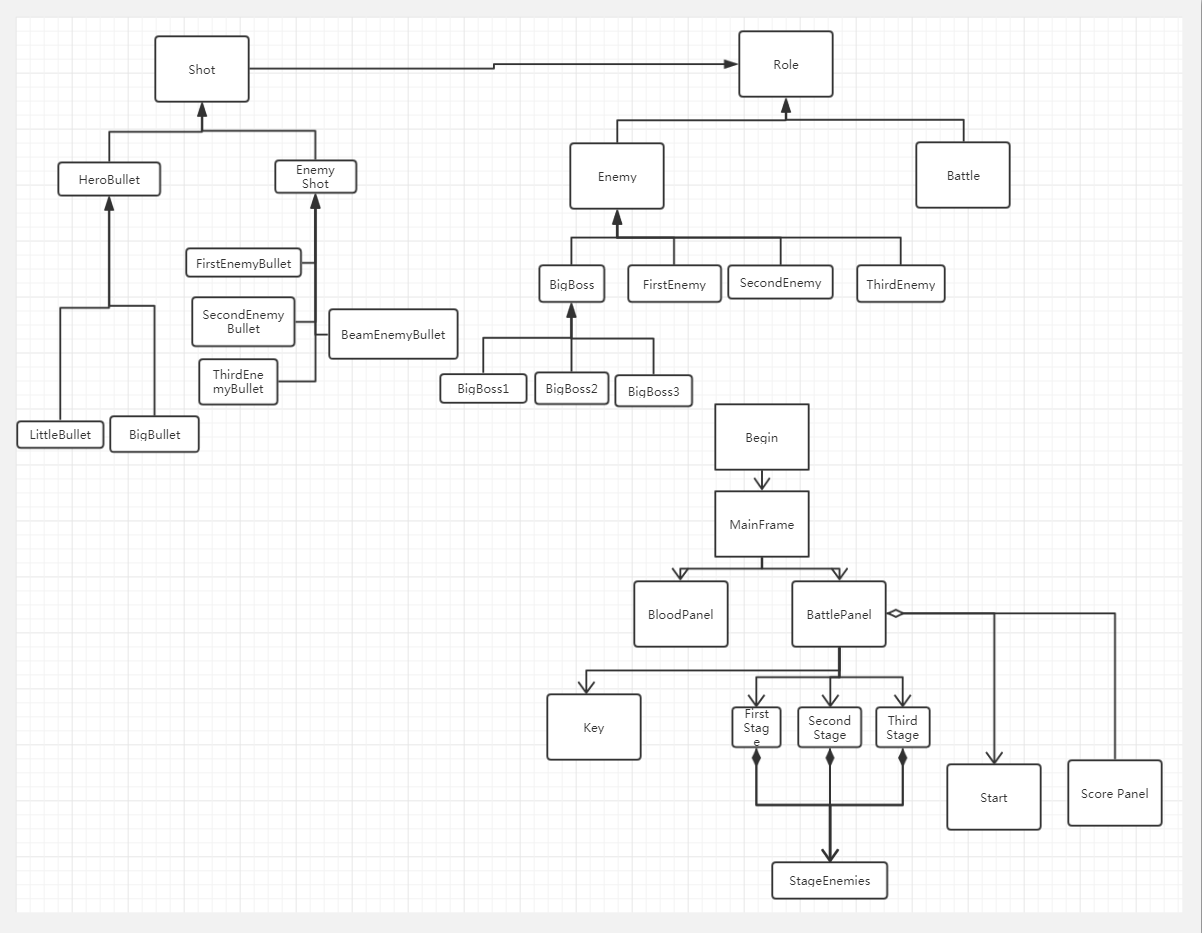 Shot
Role
HeroBullet
Enemy
Shot
Enemy
Battle
FirstEnemyBullet
SecondEnemy
Bullet
BeamEnemyBullet
ThirdEne
myBullet
LittleBullet
BigBullet
BigBoss
FirstEnemy
SecondEnemy
ThirdEnemy
BigBoss1
BigBoss2
BigBoss3
Begin
MainFrame
BloodPanel
BattlePanel
Key
First
Stag
e
Second
Stage
Third
Stage
Start
Score Panel
StageEnemies